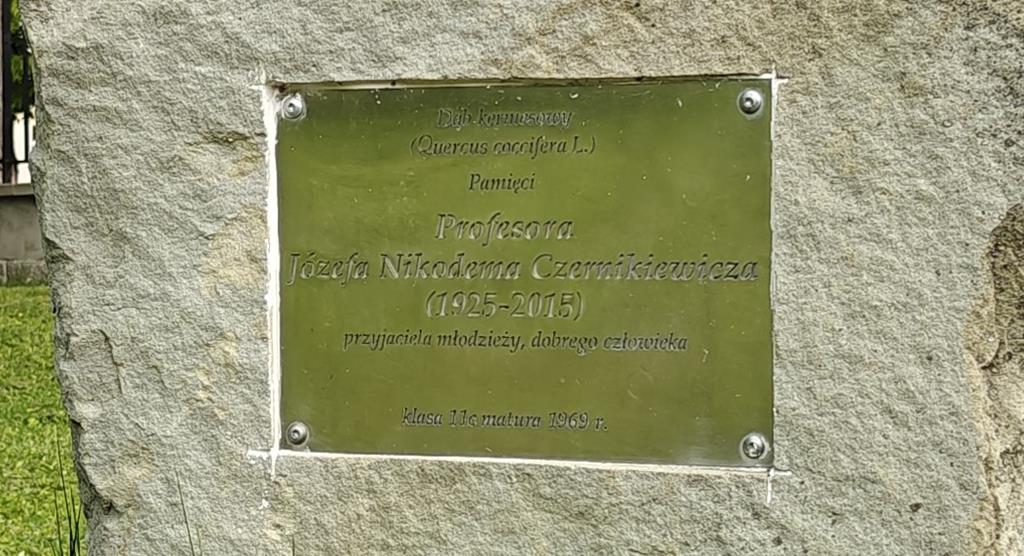 Dąb kermesowy
(Quercus coccifera L.)
Pamięci
Profesora
Józefa Nikodema Czernikiewicza
(1925-2015)
przyjaciela młodzieży, dobrego człowieka
klasa 11c matura 1969 r.